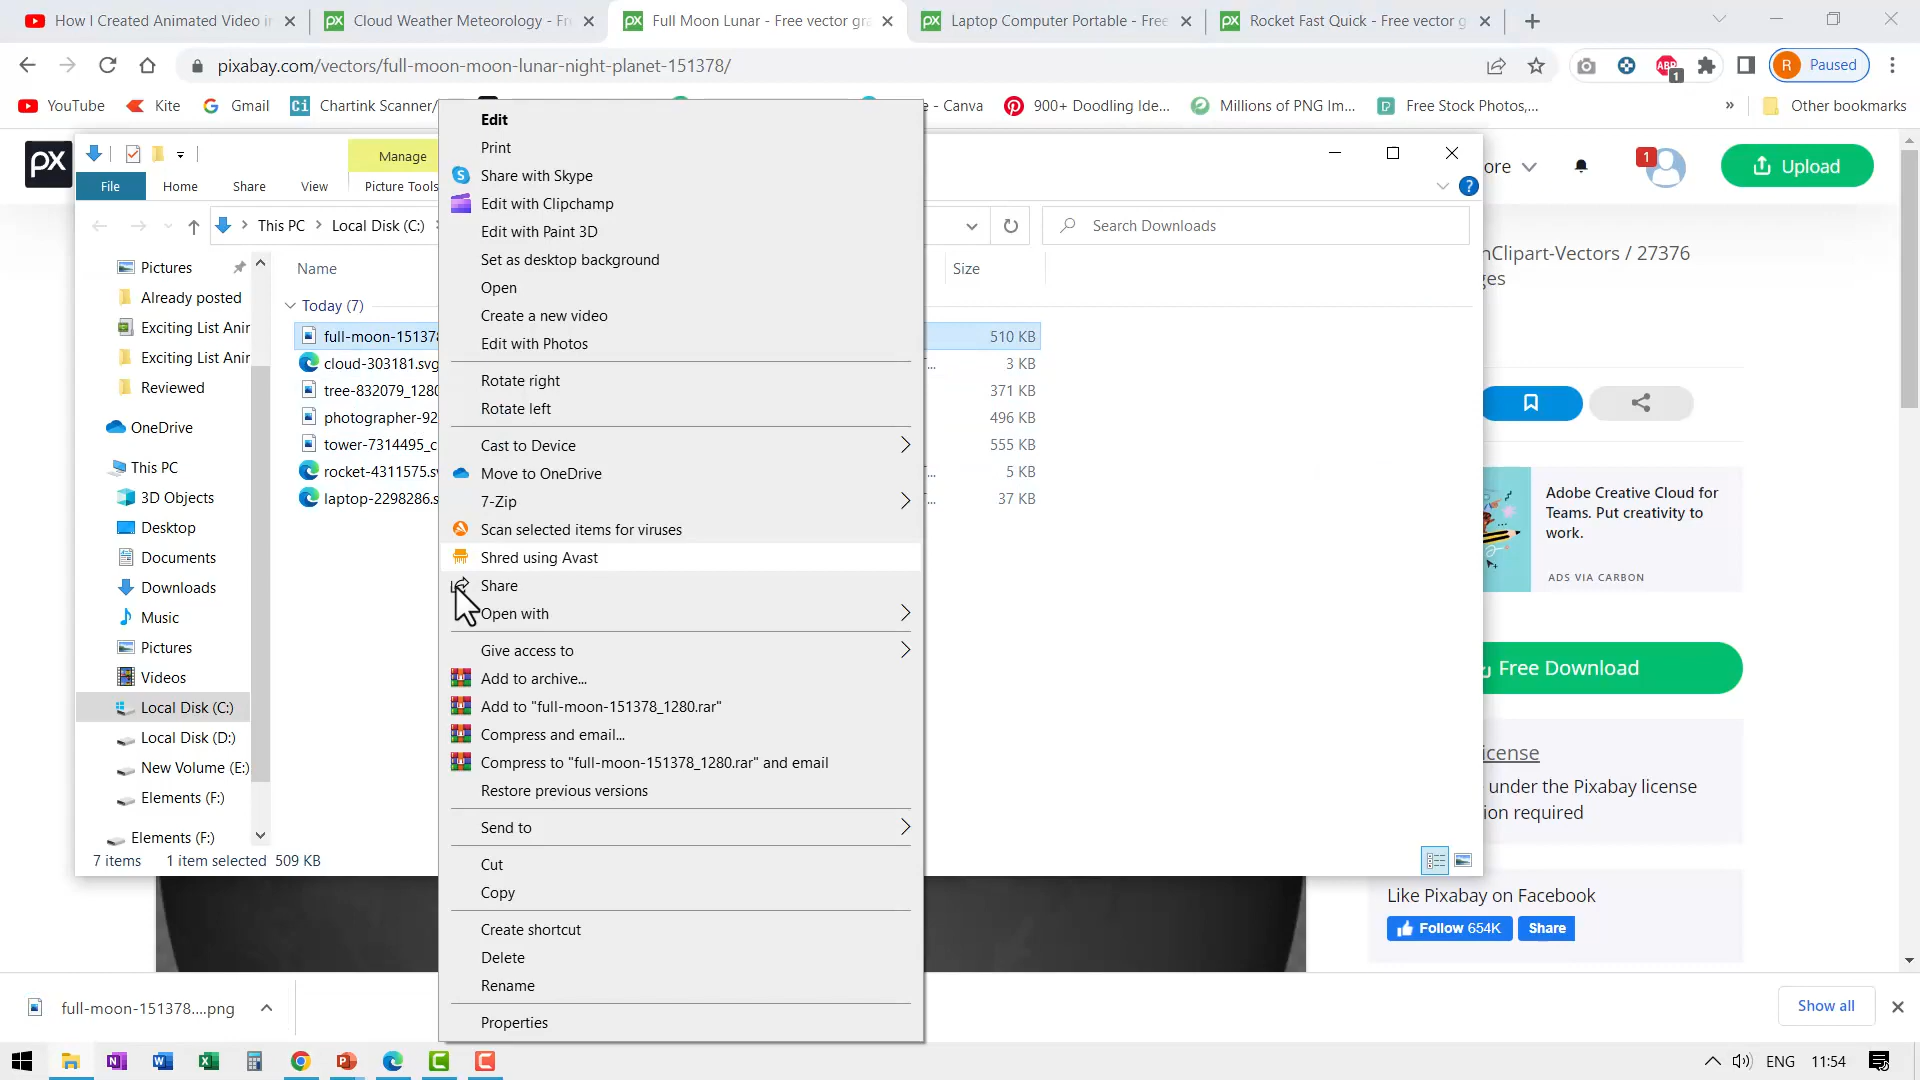 How I Created Animated Video in
Cloud Weather Meteorology - Fr
Full Moon Lunar - Free vector gra
Laptop Computer Portable - Free
Rocket Fast Quick - Free vector g
pixabay.com/vectors/full-moon-moon-lunar-night-planet-151378/
ABP
1
R
Paused
YouTube
Kite
Gmail
Ci
Chartink Scanner/
e - Canva
900+ Doodling Ide...
Millions of PNG Im...
Free Stock Photos,...
»
Other bookmarks
px
Manage
File
Home
Share
View
Picture Tools
ore
1
Upload
This PC
Local Disk (C:)
Search Downloads
Pictures
Already posted
Exciting List Anir
Exciting List Anir
Reviewed
OneDrive
This PC
3D Objects
Desktop
Documents
Downloads
Music
Pictures
Videos
Local Disk (C:)
Local Disk (D:)
New Volume (E:)
Elements (F:)
Elements (F:)
Name
Size
Today (7)
full-moon-15137
510 KB
cloud-303181.svg
3 KB
tree-832079_1280
371 KB
photographer-92
496 KB
tower-7314495_c
555 KB
rocket-4311575.sv
5 KB
laptop-2298286.s
37 KB
7 items
1 item selected 509 KB
Edit
Print
Share with Skype
Edit with Clipchamp
Edit with Paint 3D
Set as desktop background
Open
Create a new video
Edit with Photos
Rotate right
Rotate left
Cast to Device
Move to OneDrive
7-Zip
Scan selected items for viruses
Shred using Avast
Share
Open with
Give access to
Add to archive...
Add to "full-moon-151378_1280.rar"
Compress and email...
Compress to "full-moon-151378_1280.rar" and email
Restore previous versions
Send to
Cut
Copy
Create shortcut
Delete
Rename
Properties
nClipart-Vectors / 27376
ges
Adobe Creative Cloud for
Teams. Put creativity to
work.
ADS VIA CARBON
Free Download
icense
under the Pixabay license
ion required
Like Pixabay on Facebook
Follow 654K
Share
full-moon-151378....png
Show all
ENG
11:54